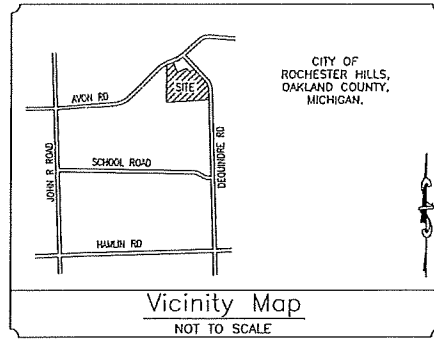 CITY OF
ROCHESTER HILLS,
OAKLAND COUNTY,
MICHIGAN.
SITE
AVON RD
JOHN R ROAD
SCHOOL ROAD
DEQUINDRE RD
HAMLIN RD
Vicinity Map
NOT TO SCALE